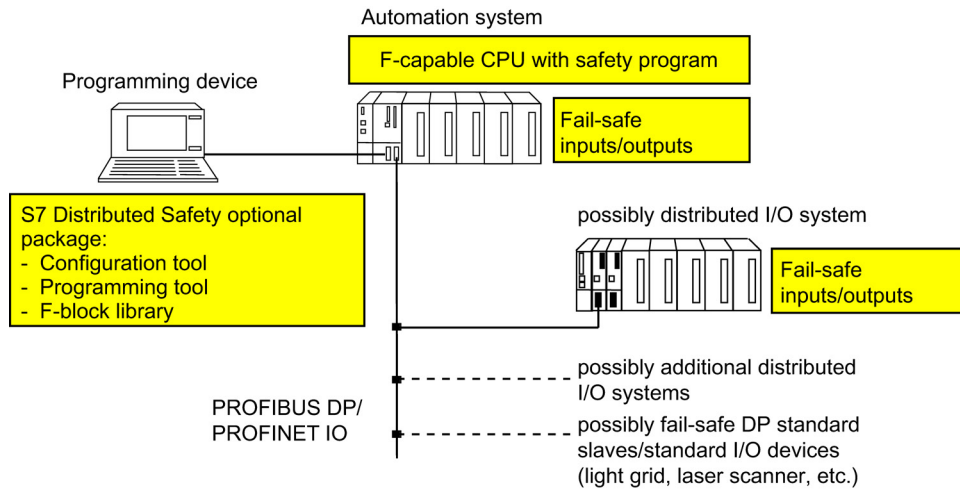 Automation system
F-capable CPU with safety program
Programming device
Fail-safe
inputs/outputs
S7 Distributed Safety optional
package:
- Configuration tool
- Programming tool
- F-block library
possibly distributed I/O system
Fail-safe
inputs/outputs
possibly additional distributed
I/O systems
PROFIBUS DP/
PROFINET IO
possibly fail-safe DP standard
slaves/standard I/O devices
(light grid, laser scanner, etc.)